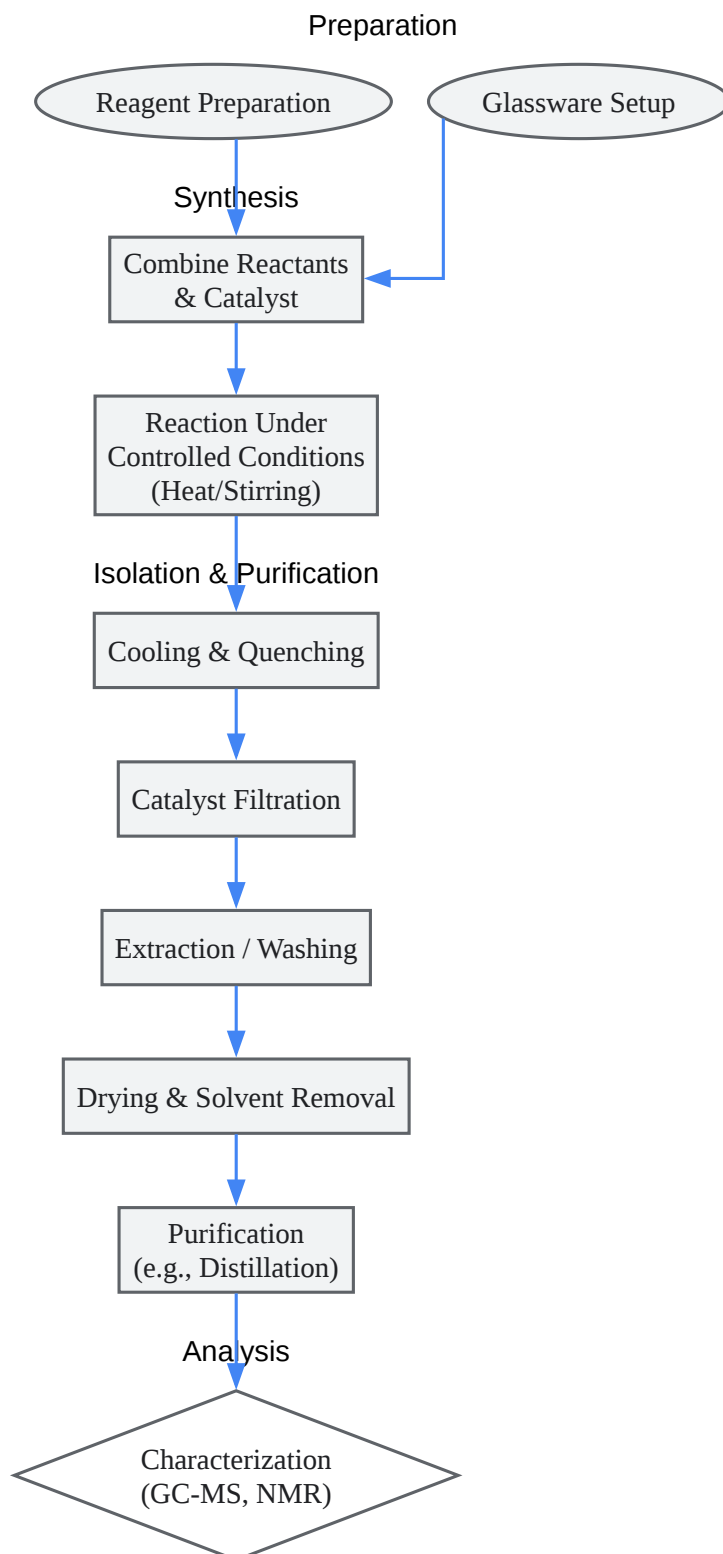 Preparation
Reagent Preparation
Glassware Setup
Synthesis
Combine Reactants
& Catalyst
Reaction Under
Controlled Conditions
(Heat/Stirring)
Isolation & Purification
Cooling & Quenching
Catalyst Filtration
Extraction / Washing
Drying & Solvent Removal
Purification
(e.g., Distillation)
Analysis
Characterization
(GC-MS, NMR)